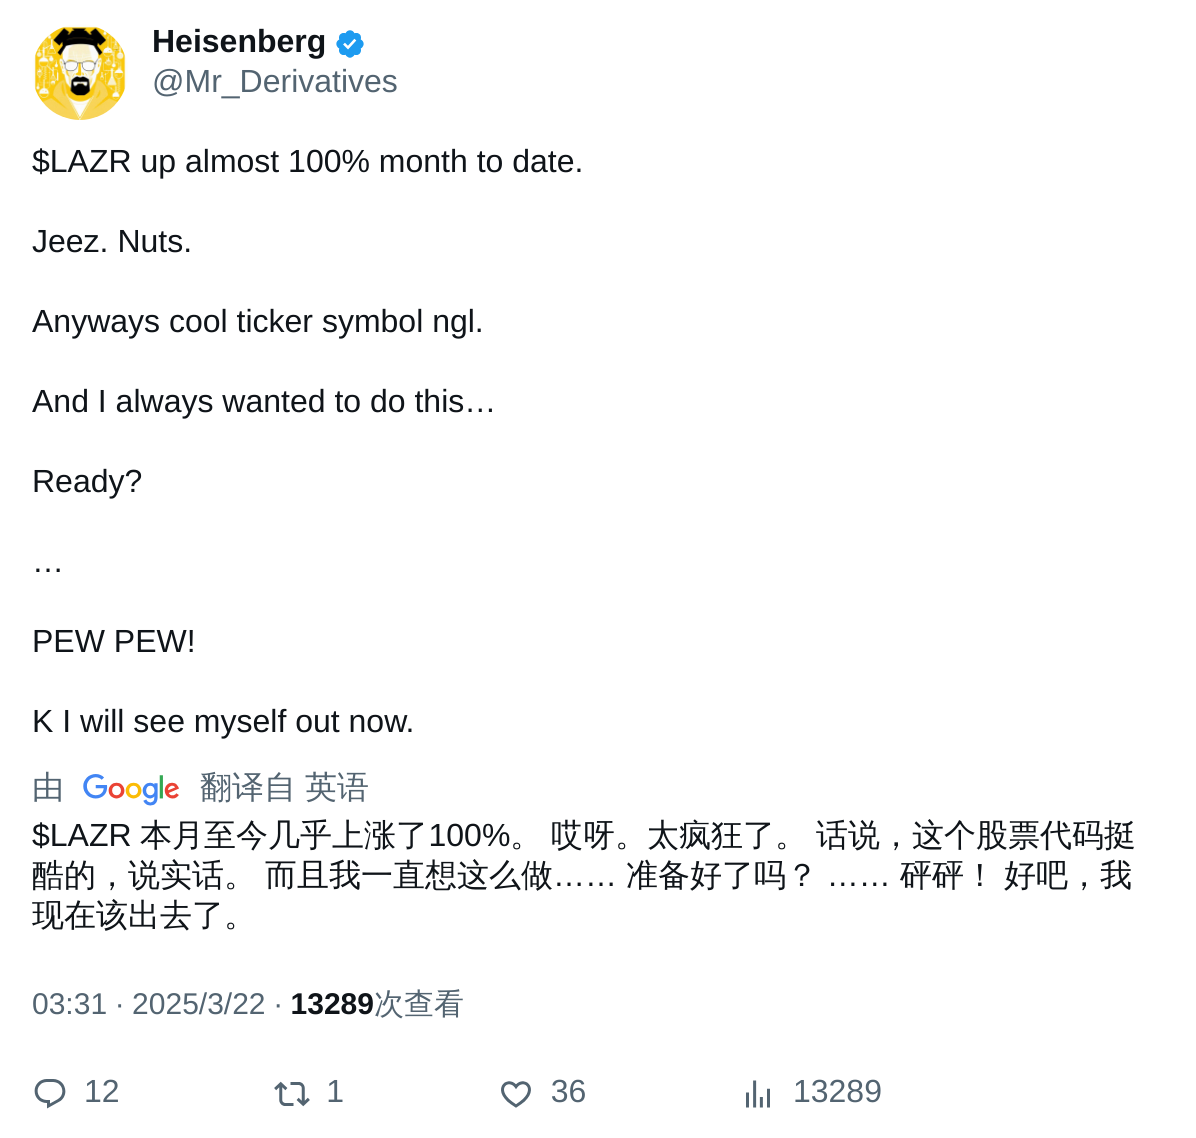 Heisenberg
@Mr_Derivatives
$LAZR up almost 100% month to date.
Jeez. Nuts.
Anyways cool ticker symbol ngl.
And I always wanted to do this…
Ready?
…
PEW PEW!
K I will see myself out now.
由 Google 翻译自 英语
$LAZR 本月至今几乎上涨了100%。 哎呀。太疯狂了。 话说，这个股票代码挺
酷的，说实话。 而且我一直想这么做…… 准备好了吗？ …… 砰砰！ 好吧，我
现在该出去了。
03:31 · 2025/3/22 · 13289次查看
12 1 36 13289